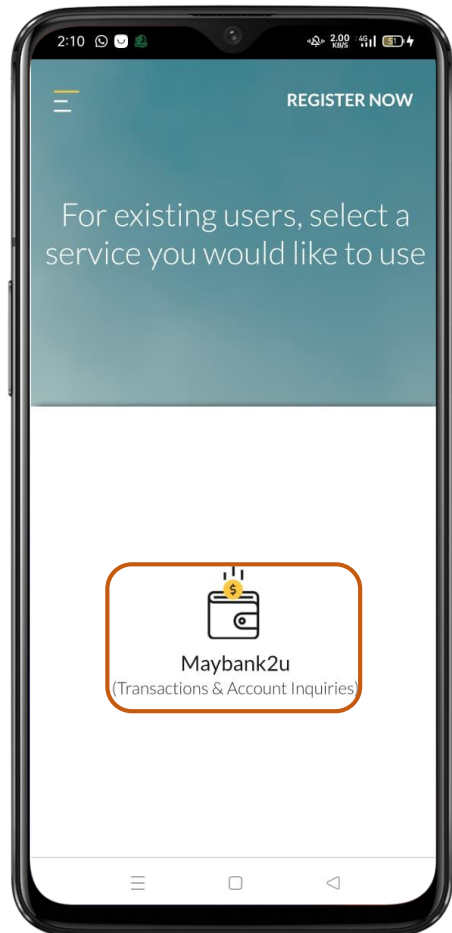 2:10 2.00 KB/S 4G 51
REGISTER NOW
For existing users, select a
service you would like to use
$
Maybank2u
(Transactions & Account Inquiries)